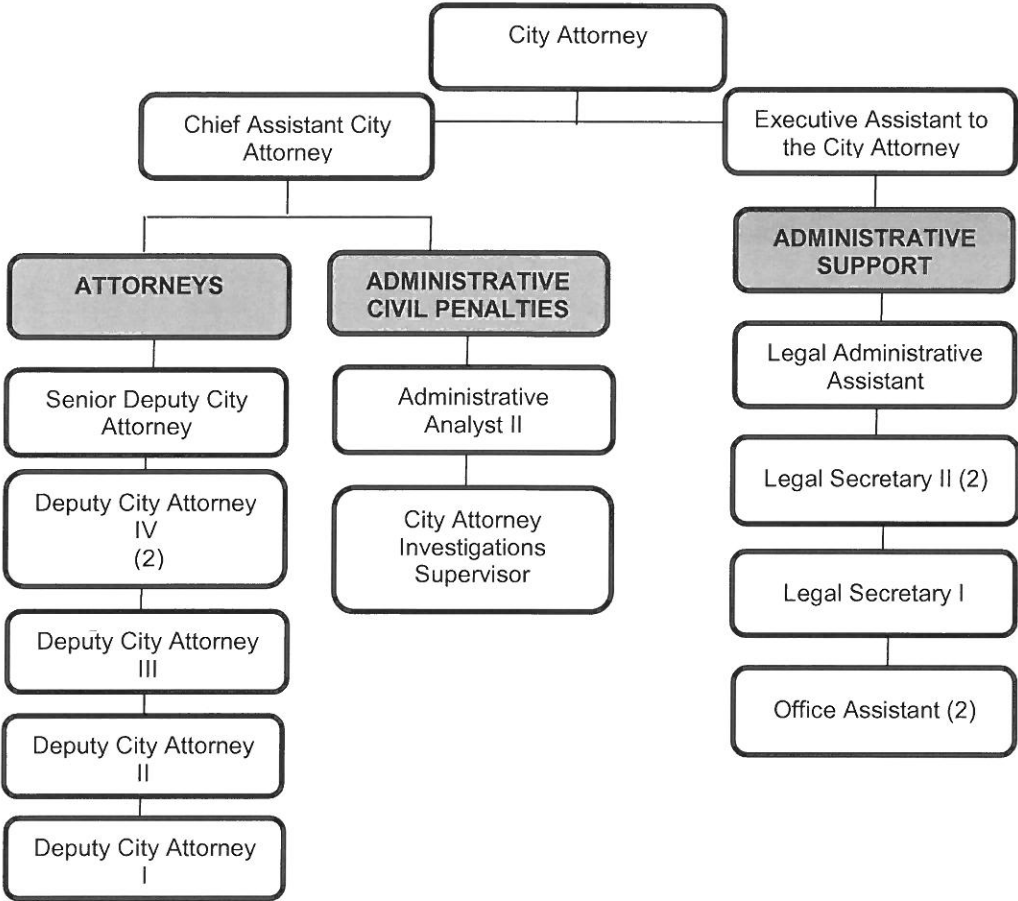 City Attorney
Chief Assistant City
Attorney
Executive Assistant to
the City Attorney
ATTORNEYS
Senior Deputy City
Attorney
Deputy City Attorney
IV
(2)
Deputy City Attorney
III
Deputy City Attorney
II
Deputy City Attorney
I
ADMINISTRATIVE
CIVIL PENALTIES
Administrative
Analyst II
City Attorney
Investigations
Supervisor
ADMINISTRATIVE
SUPPORT
Legal Administrative
Assistant
Legal Secretary II (2)
Legal Secretary I
Office Assistant (2)